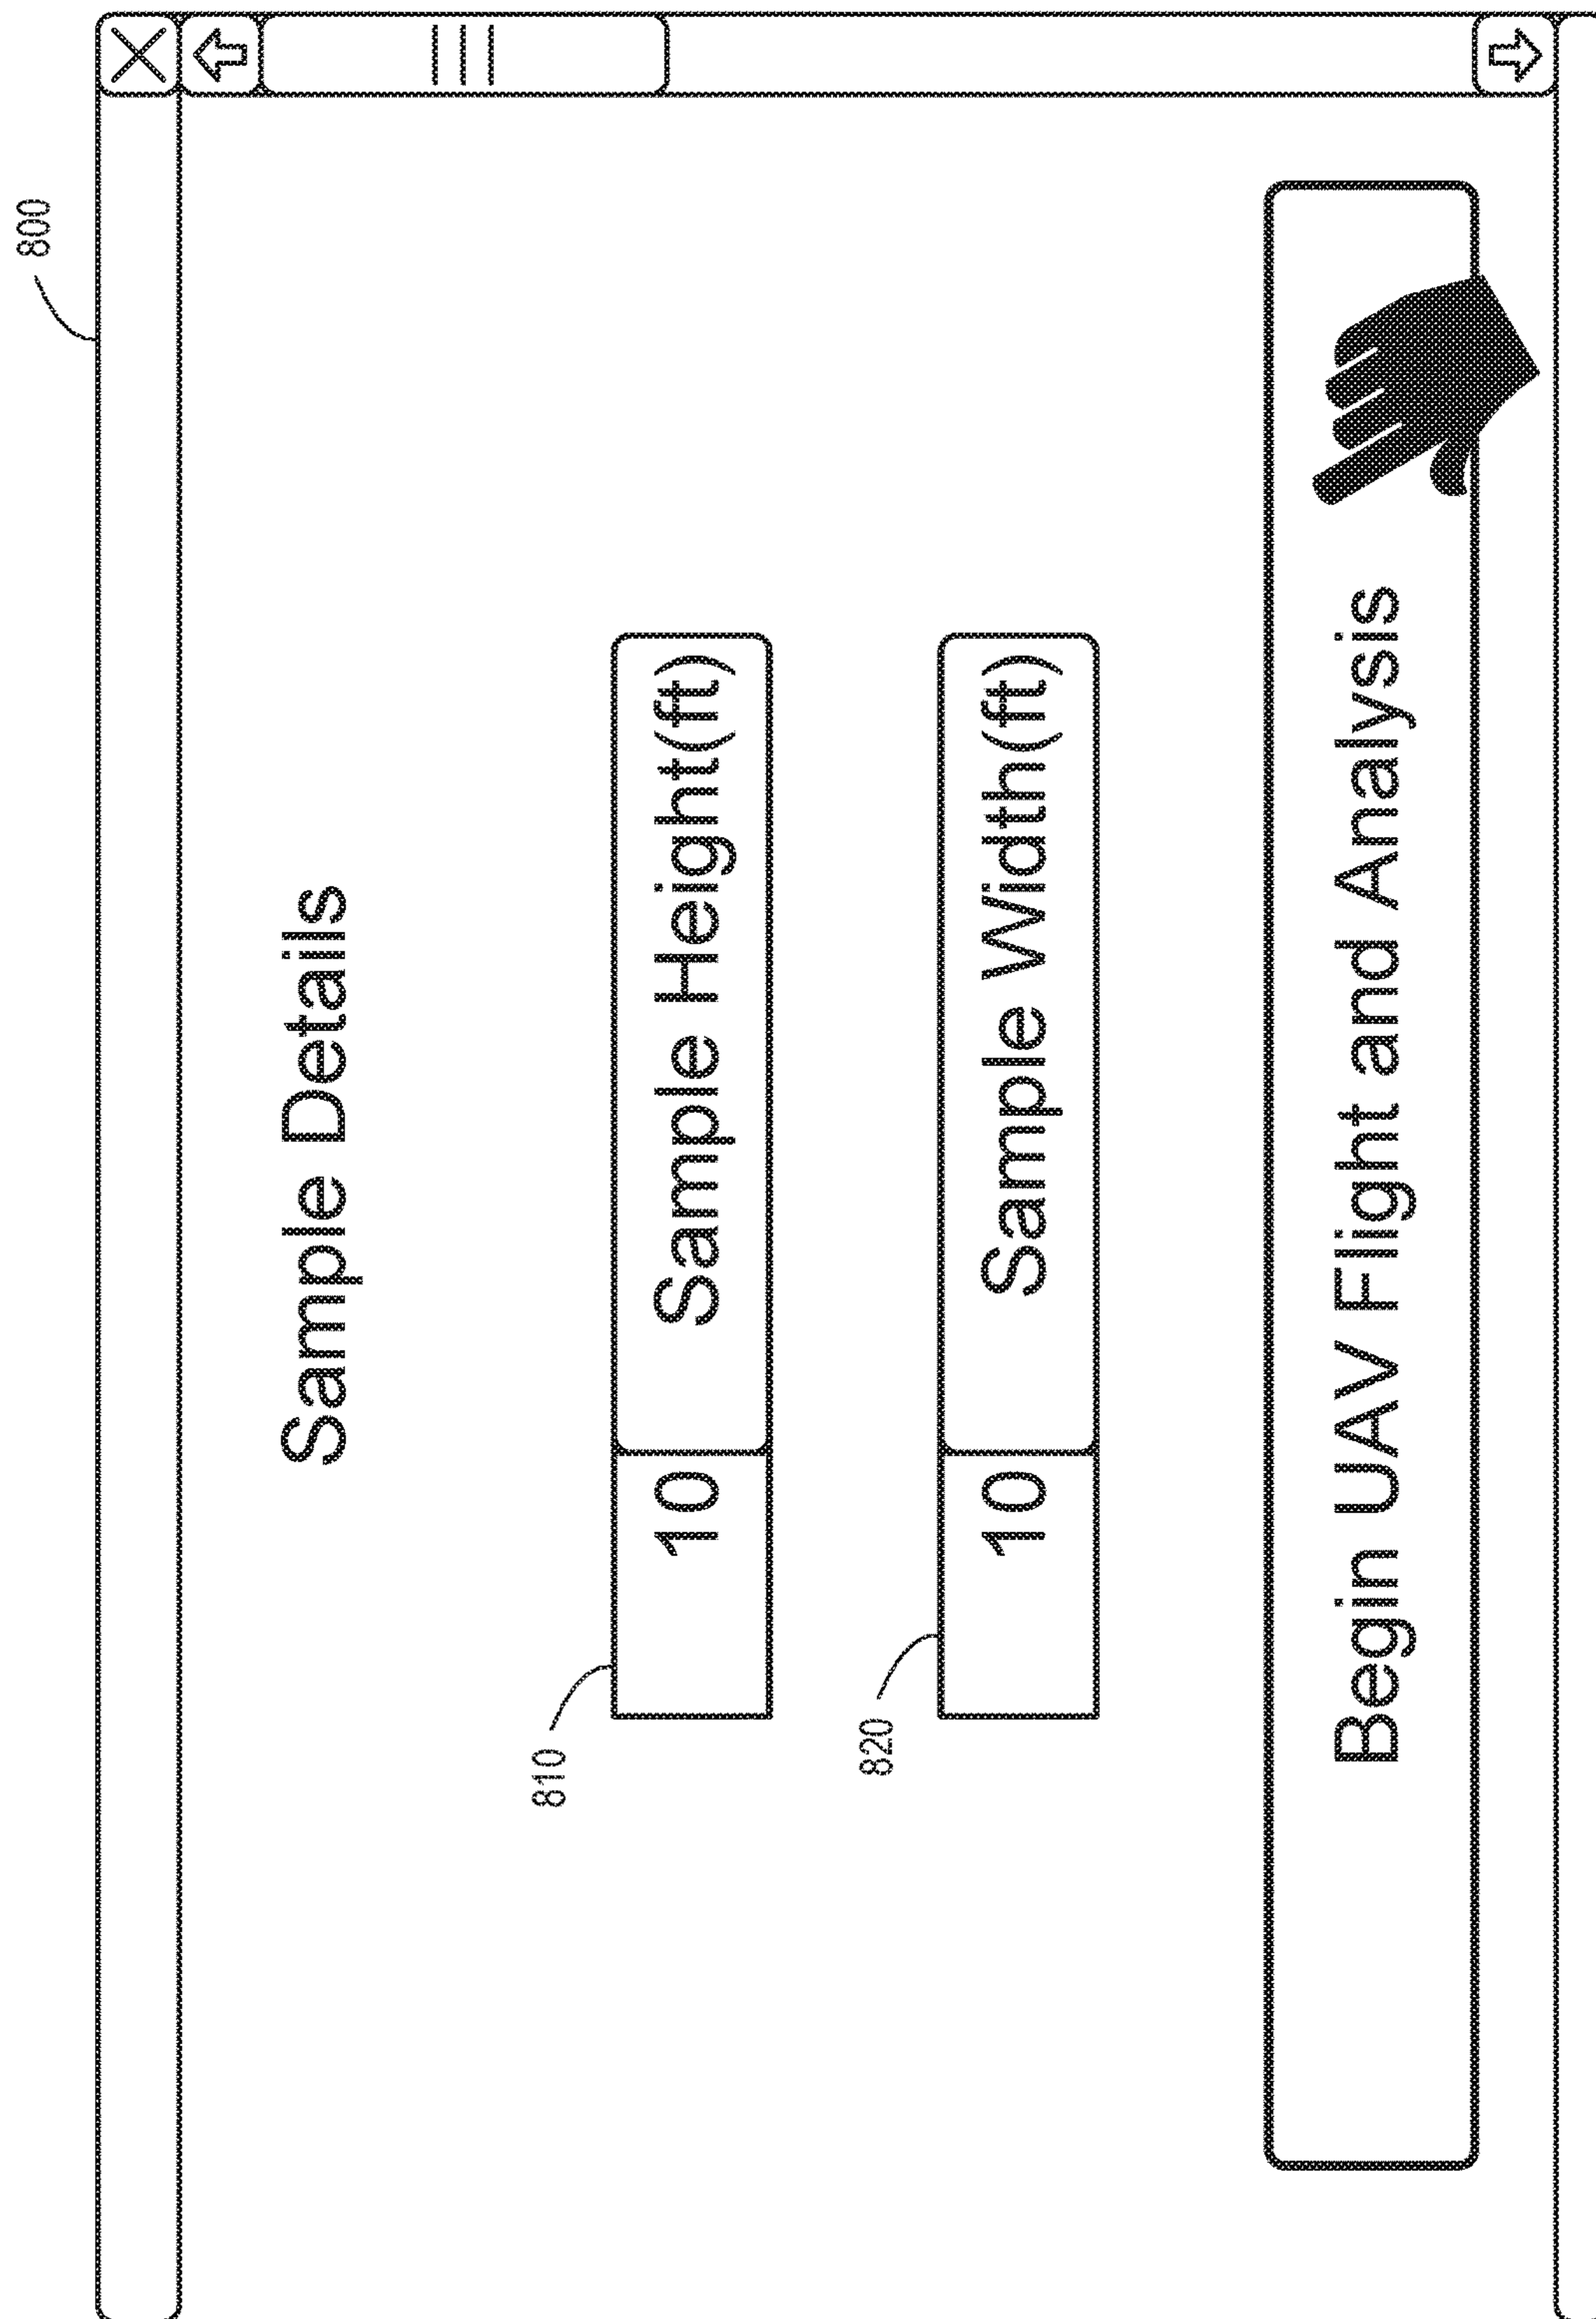 800
Sample Details
810
10 Sample Height(ft)
820
10 Sample Width(ft)
Begin UAV Flight and Analysis